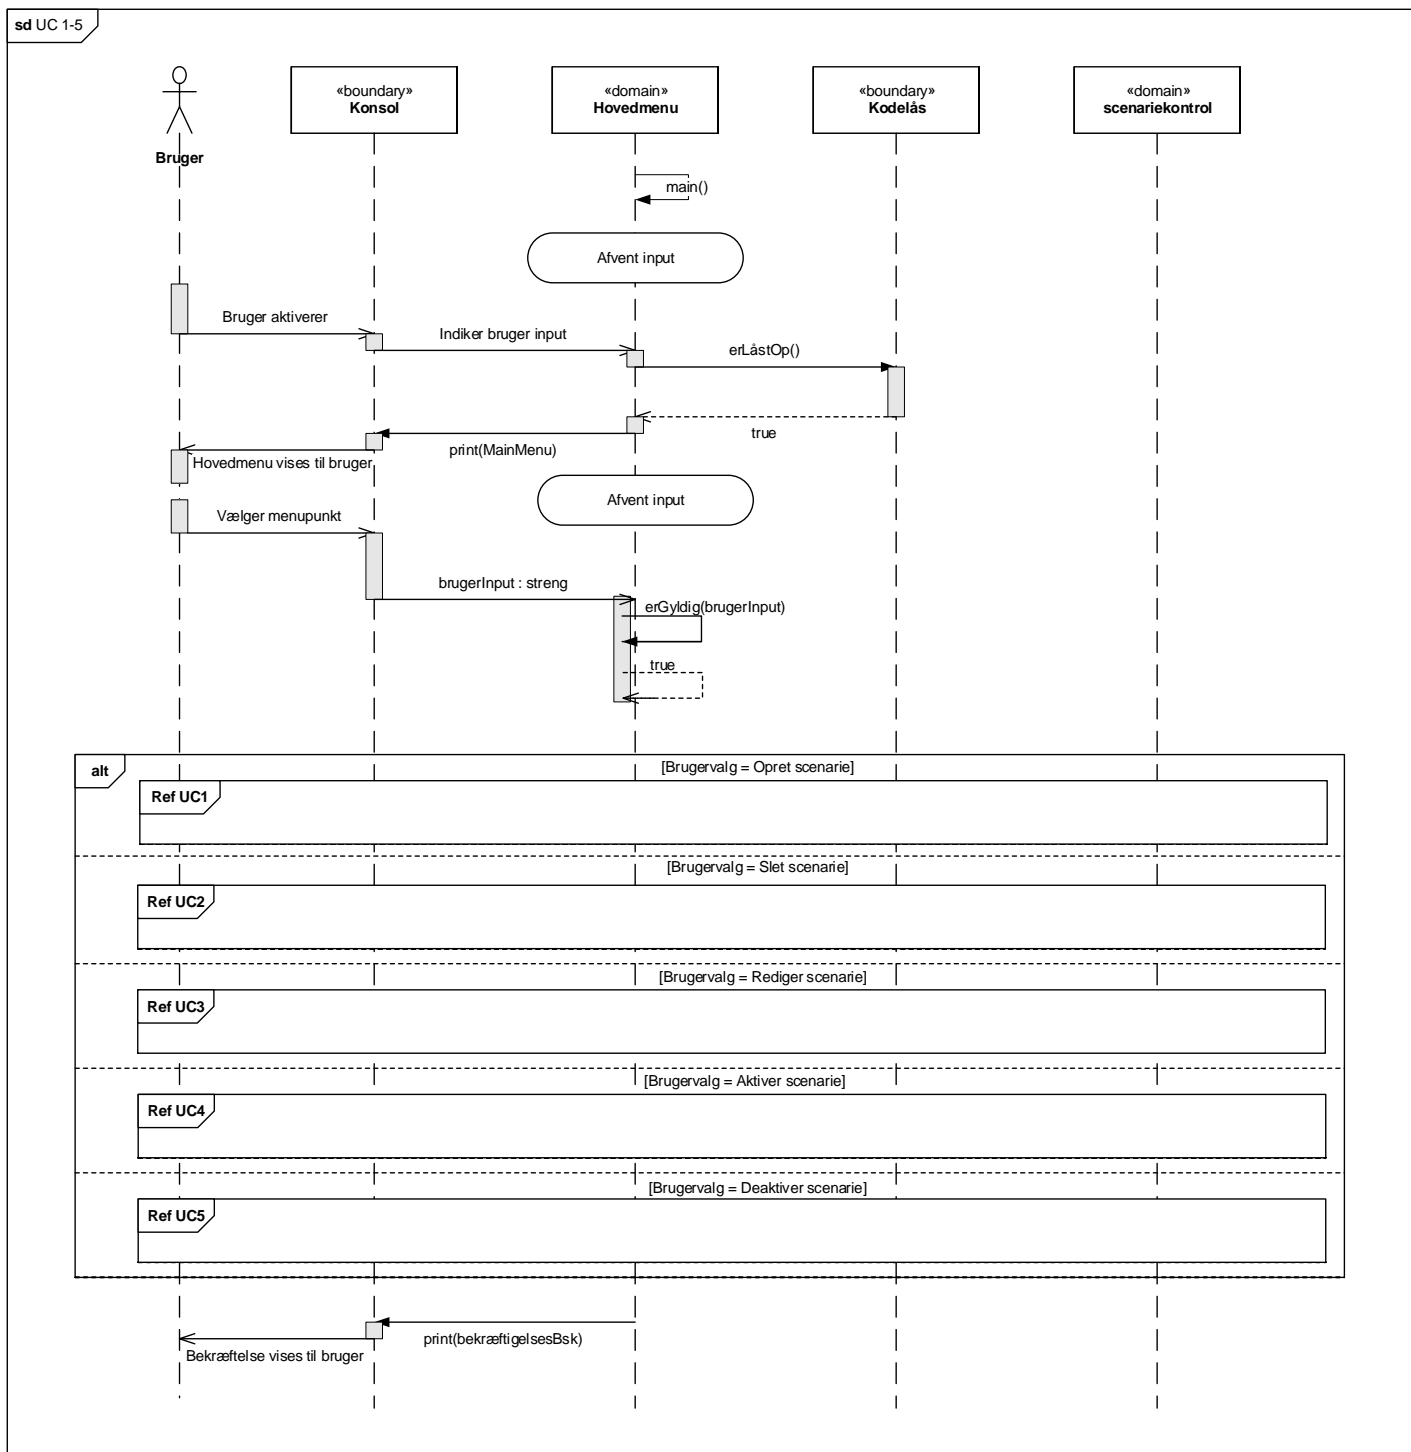 sd UC 1-5
«boundary»
Konsol
«domain»
Hovedmenu
«boundary»
Kodelås
«domain»
scenariekontrol
Bruger
main()
Afvent input
Bruger aktiverer
Indiker bruger input
erLåstOp()
true
print(MainMenu)
Hovedmenu vises til bruger
Afvent input
Vælger menupunkt
brugerInput : streng
erGyldig(brugerInput)
true
alt
[Brugervalg = Opret scenarie]
Ref UC1
[Brugervalg = Slet scenarie]
Ref UC2
[Brugervalg = Rediger scenarie]
Ref UC3
[Brugervalg = Aktiver scenarie]
Ref UC4
[Brugervalg = Deaktiver scenarie]
Ref UC5
print(bekræftigelsesBsk)
Bekræftelse vises til bruger